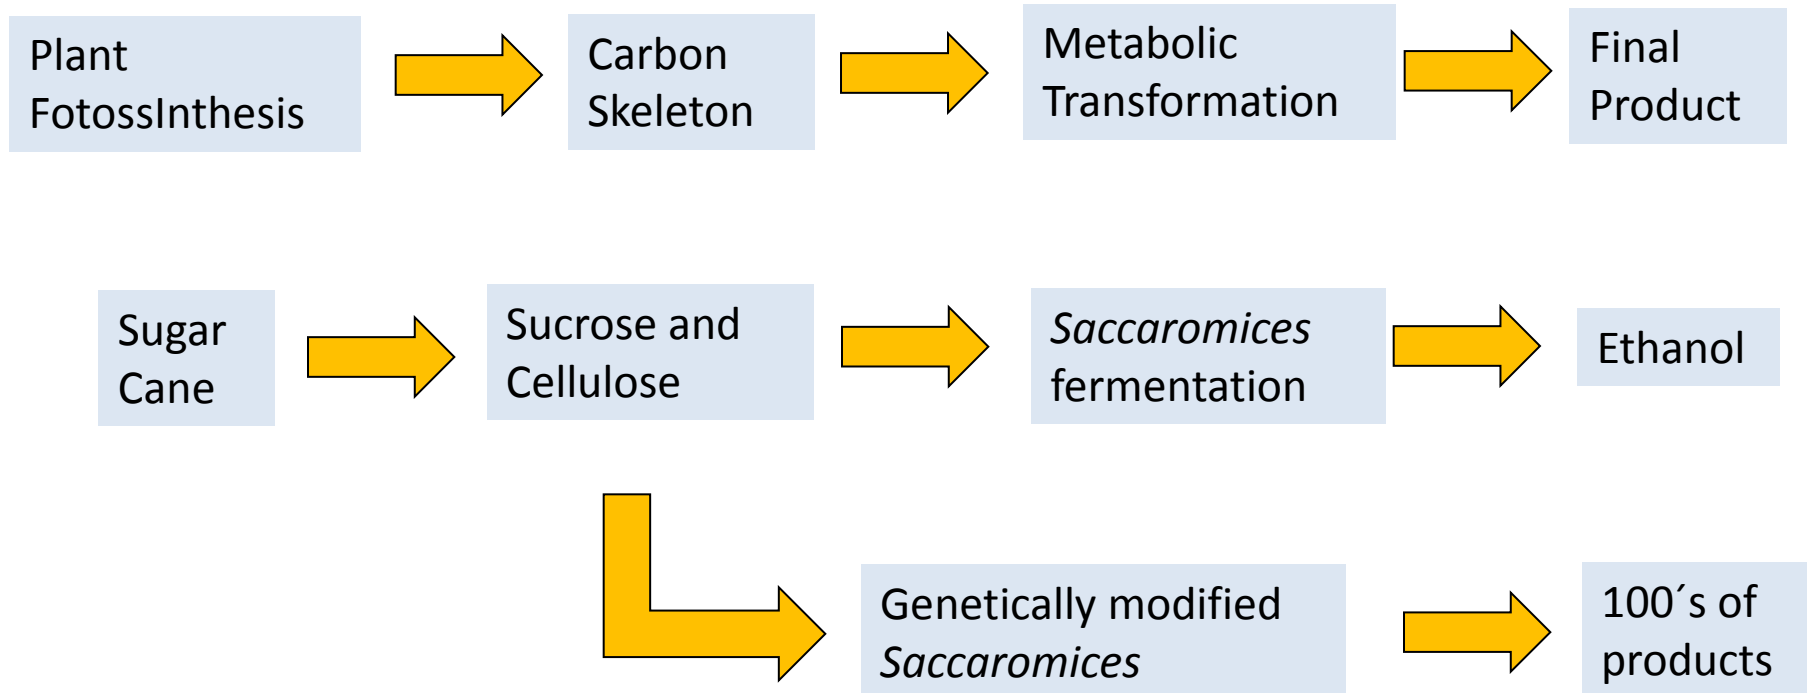 Plant
FotossInthesis
Carbon
Skeleton
Metabolic
Transformation
Final
Product
Sugar
Cane
Sucrose and
Cellulose
Saccaromices
fermentation
Ethanol
Genetically modified
Saccaromices
100´s of
products